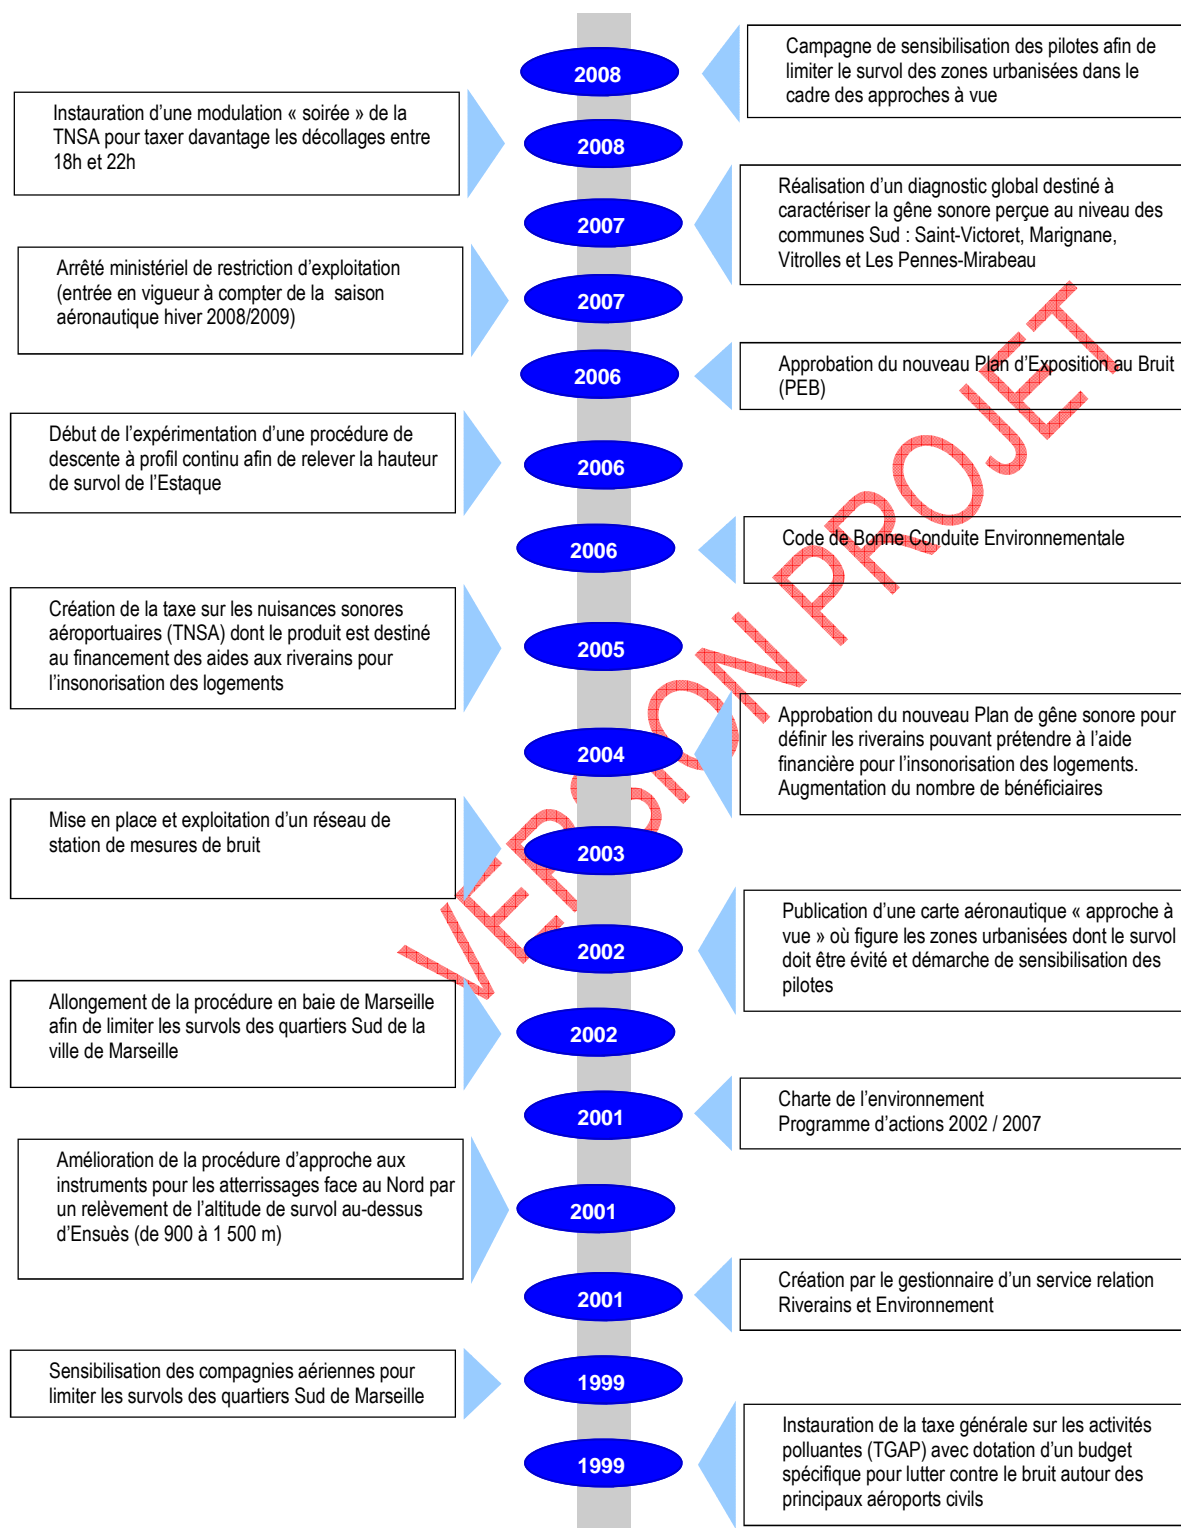 2008
Campagne de sensibilisation des pilotes afin de
limiter le survol des zones urbanisées dans le
cadre des approches à vue
Instauration d'une modulation « soirée » de la
TNSA pour taxer davantage les décollages entre
18h et 22h
2008
2007
Réalisation d'un diagnostic global destiné à
caractériser la gêne sonore perçue au niveau des
communes Sud : Saint-Victoret, Marignane,
Vitrolles et Les Pennes-Mirabeau
Arrêté ministériel de restriction d'exploitation
(entrée en vigueur à compter de la saison
aéronautique hiver 2008/2009)
2007
2006
Approbation du nouveau Plan d'Exposition au Bruit
(PEB)
Début de l'expérimentation d'une procédure de
descente à profil continu afin de relever la hauteur
de survol de l'Estaque
2006
2006
Code de Bonne Conduite Environnementale
Création de la taxe sur les nuisances sonores
aéroportuaires (TNSA) dont le produit est destiné
au financement des aides aux riverains pour
l'insonorisation des logements
2005
2004
Approbation du nouveau Plan de gêne sonore pour
définir les riverains pouvant prétendre à l'aide
financière pour l'insonorisation des logements.
Augmentation du nombre de bénéficiaires
Mise en place et exploitation d'un réseau de
station de mesures de bruit
2003
2002
Publication d'une carte aéronautique « approche à
vue » où figure les zones urbanisées dont le survol
doit être évité et démarche de sensibilisation des
pilotes
Allongement de la procédure en baie de Marseille
afin de limiter les survols des quartiers Sud de la
ville de Marseille
2002
2001
Charte de l'environnement
Programme d'actions 2002 / 2007
Amélioration de la procédure d'approche aux
instruments pour les atterrissages face au Nord par
un relèvement de l'altitude de survol au-dessus
d'Ensuès (de 900 à 1 500 m)
2001
2001
Création par le gestionnaire d'un service relation
Riverains et Environnement
Sensibilisation des compagnies aériennes pour
limiter les survols des quartiers Sud de Marseille
1999
1999
Instauration de la taxe générale sur les activités
polluantes (TGAP) avec dotation d'un budget
spécifique pour lutter contre le bruit autour des
principaux aéroports civils
VERSION PROJET